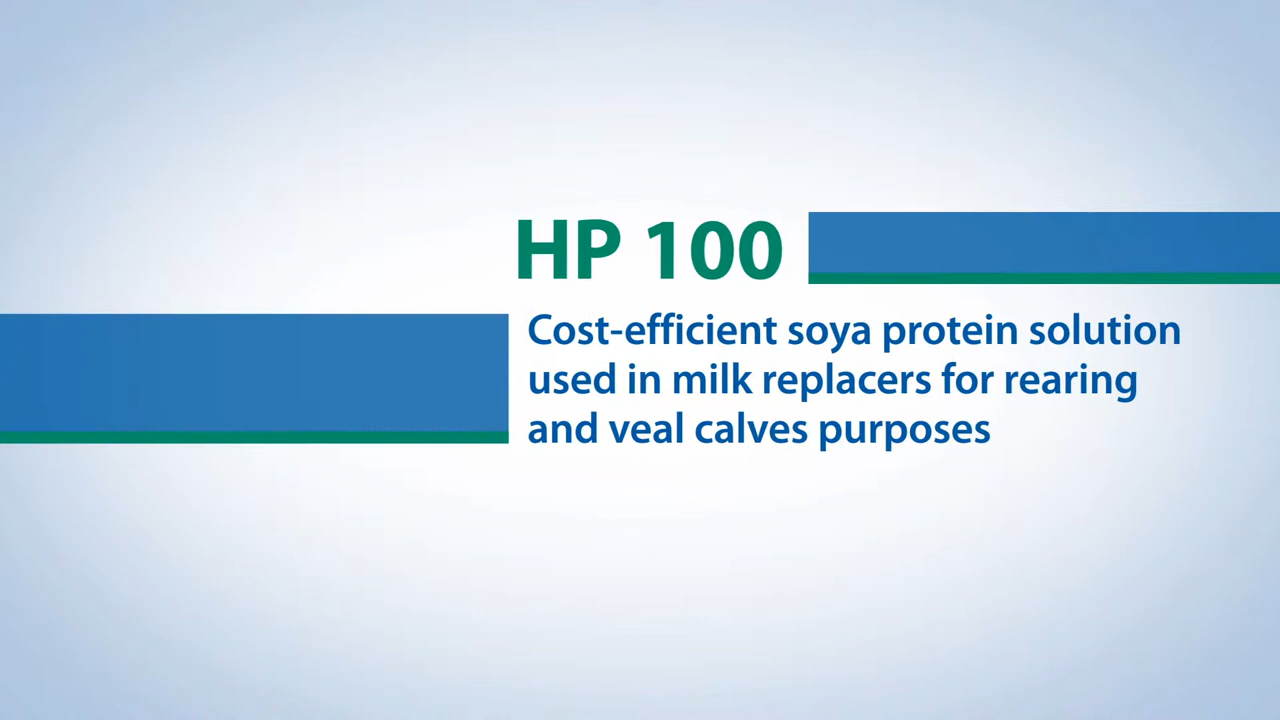 HP 100
Cost-efficient soya protein solution
used in milk replacers for rearing
and veal calves purposes